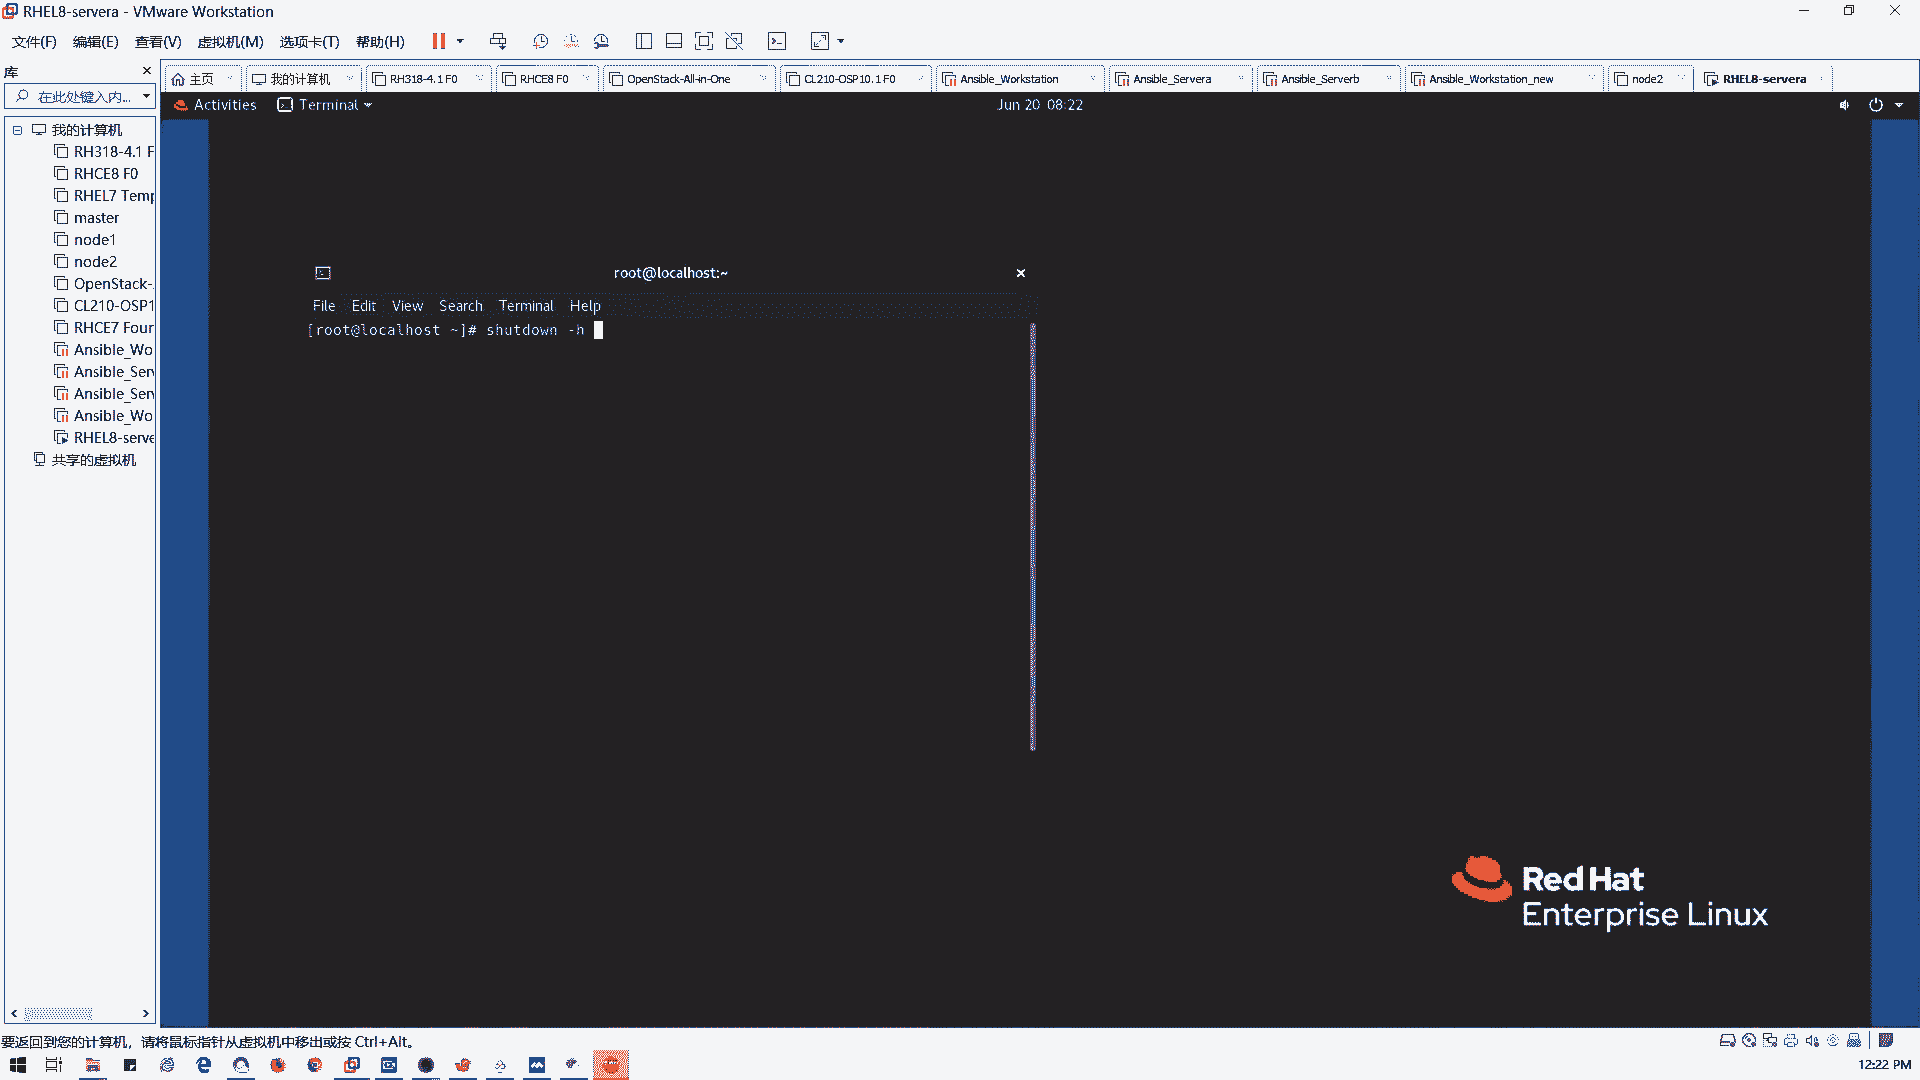 RHEL8-servera - VMware Workstation
文件(F) 编辑(E) 查看(V) 虚拟机(M) 选项卡(T) 帮助(H)
库
在此处键入内...
主页 我的计算机 RH318-4.1 F0 RHCE8 F0 OpenStack-All-in-One CL210-OSP10.1 F0 Ansible_Workstation Ansible_Servera Ansible_Serverb Ansible_Workstation_new node2 RHEL8-servera
Activities Terminal Jun 20 08:22
我的计算机
RH318-4.1 F
RHCE8 F0
RHEL7 Temp
master
node1
node2
OpenStack-
CL210-OSP1
RHCE7 Four
Ansible_Wo
Ansible_Serv
Ansible_Serv
Ansible_Wo
RHEL8-serve
共享的虚拟机
root@localhost:~
File Edit View Search Terminal Help
[root@localhost ~]# shutdown -h
Red Hat
Enterprise Linux
要返回到您的计算机，请将鼠标指针从虚拟机中移出或按 Ctrl+Alt。
12:22 PM